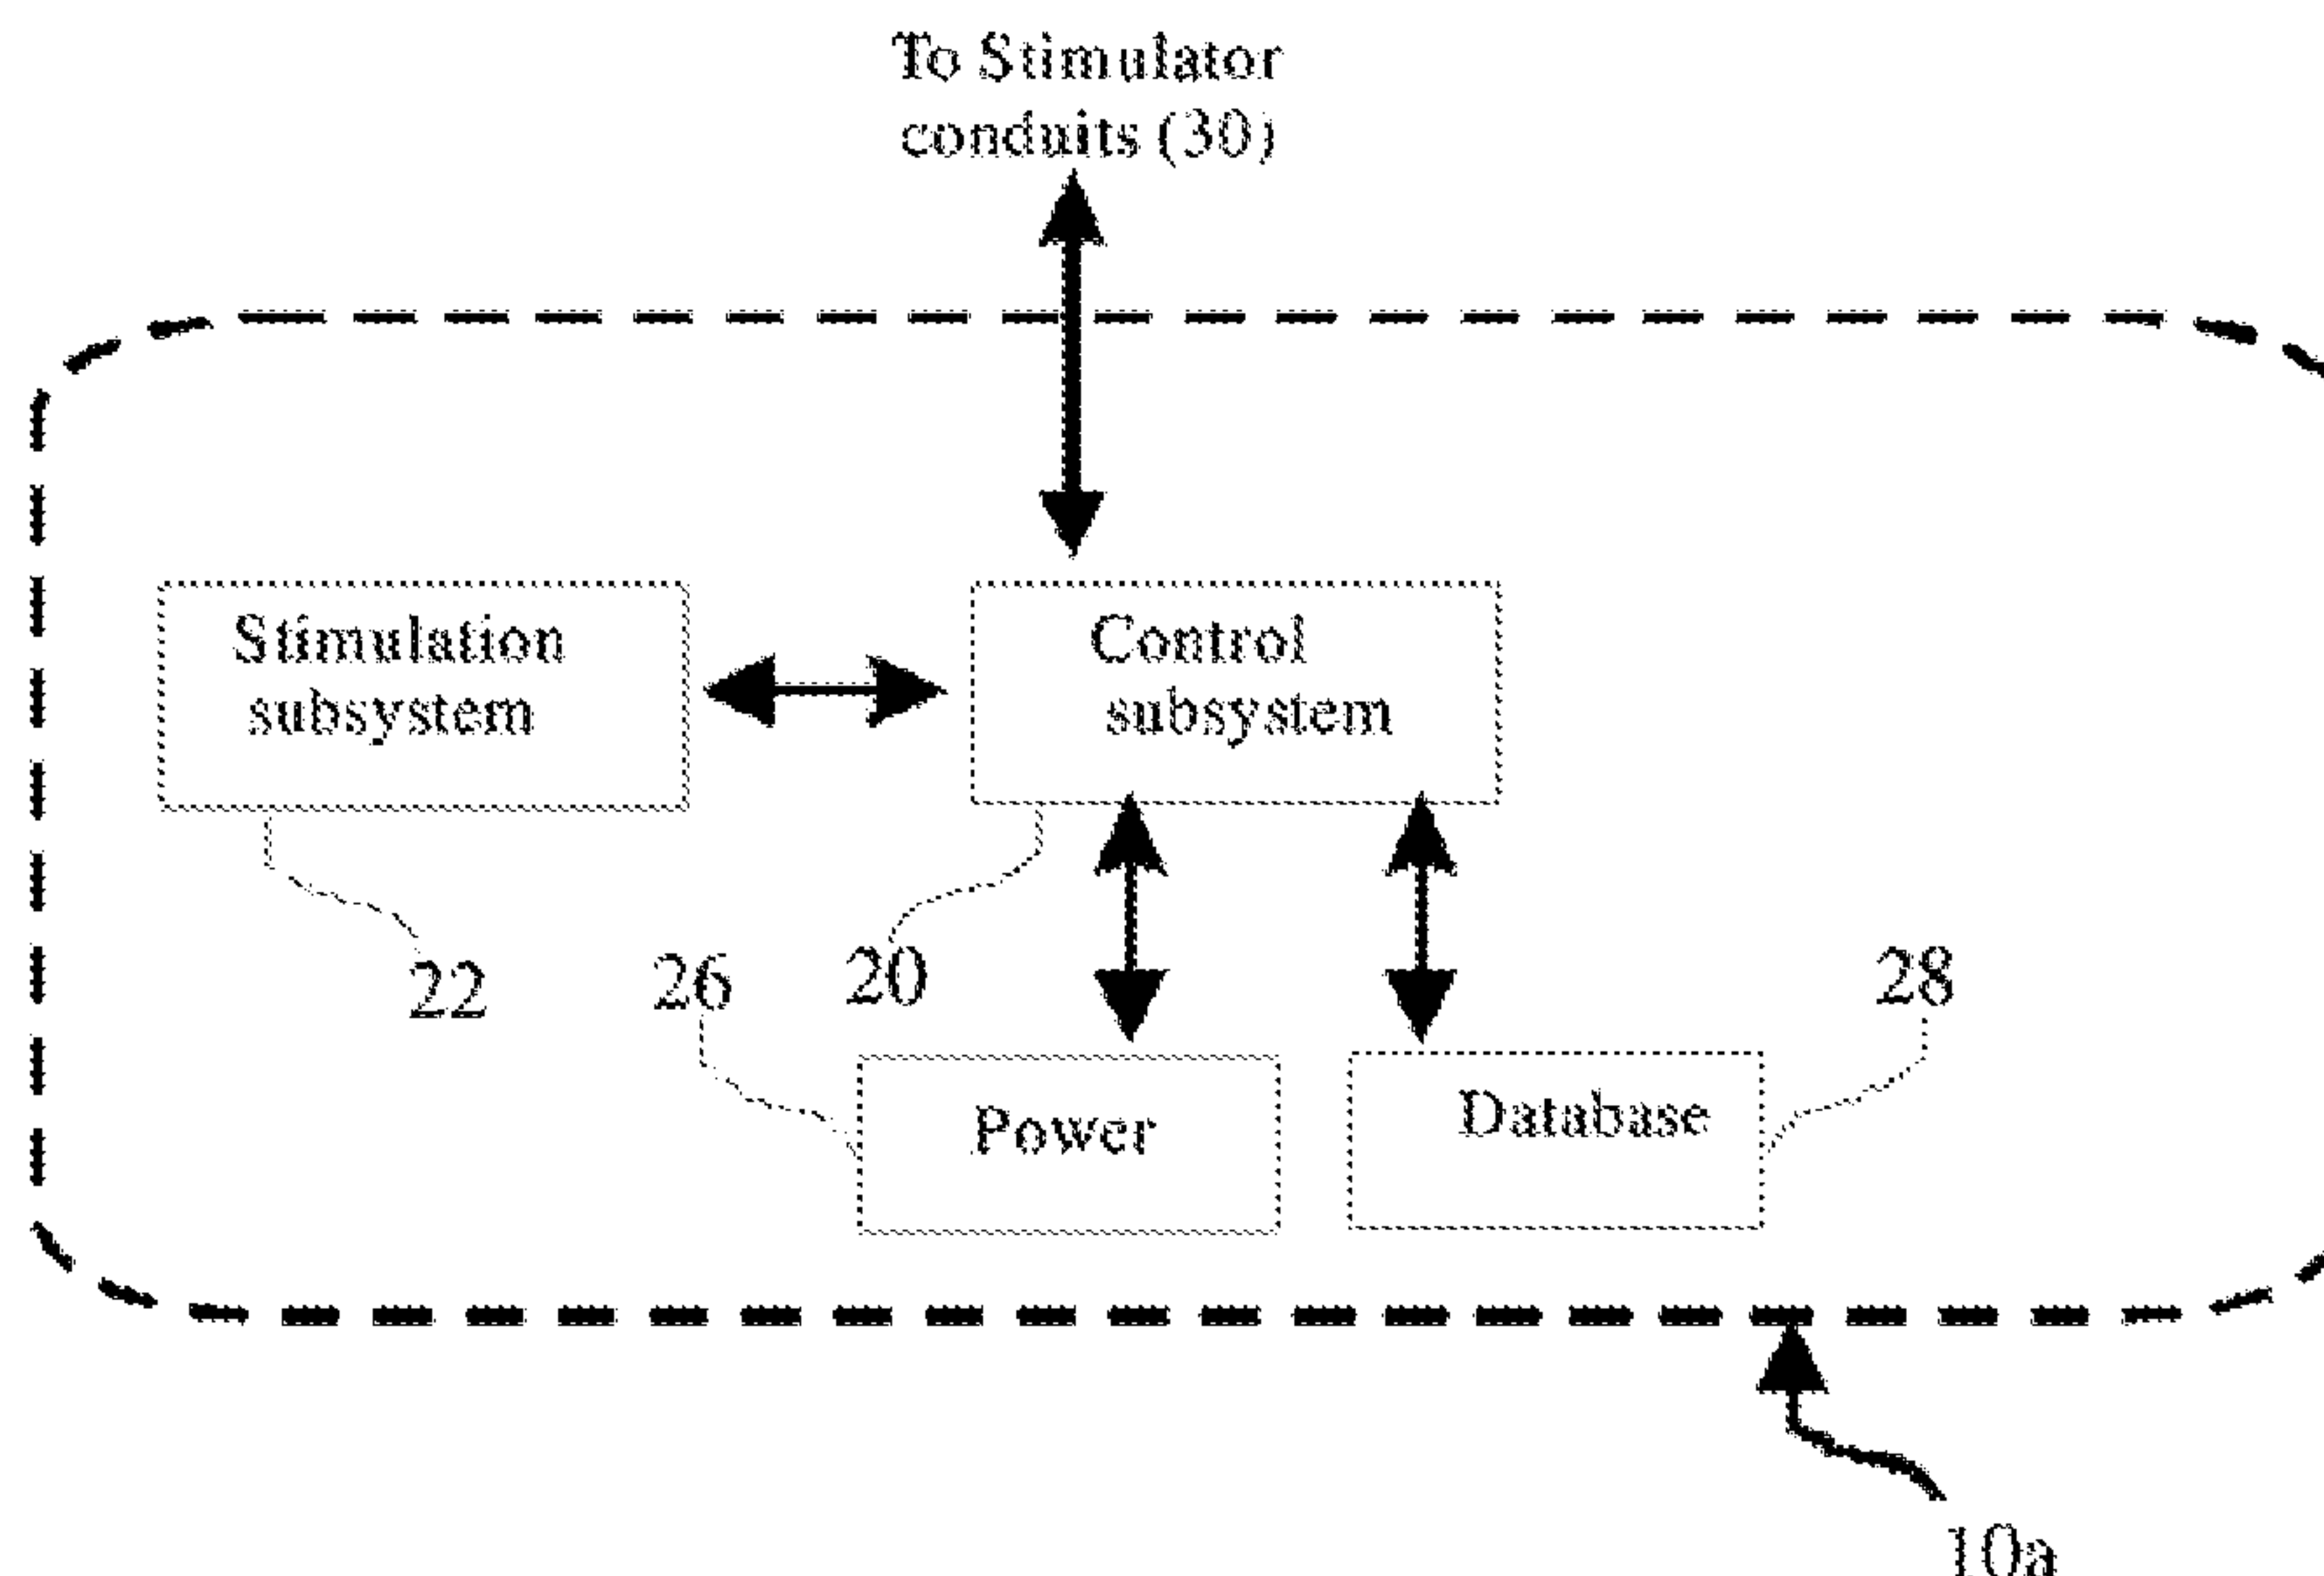 To Stimulator
conduits (30)
Stimulation
subsystem
Control
subsystem
22
26
20
28
Power
Database
10a